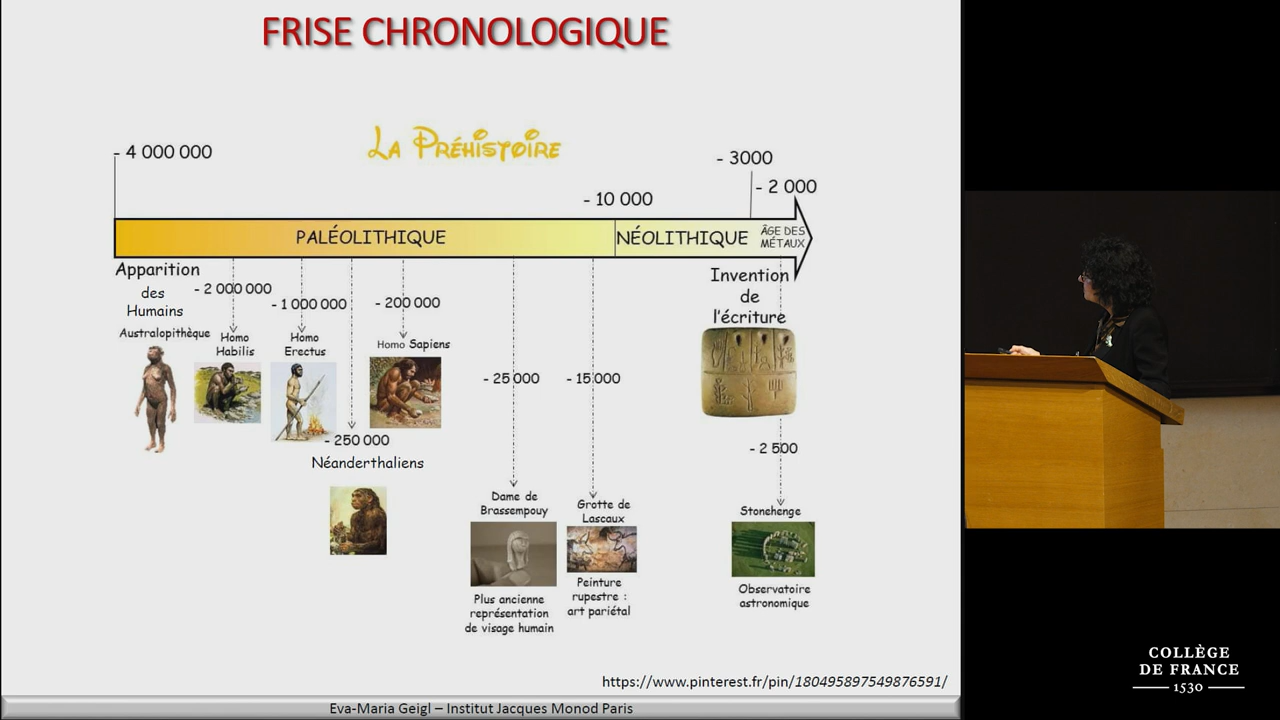 FRISE CHRONOLOGIQUE
LA PRÉHISTOIRE
- 4 000 000
- 3000
- 2 000
- 10 000
PALÉOLITHIQUE
NÉOLITHIQUE
ÂGE DES
MÉTAUX
Apparition
des
Humains
Australopithèque
- 2 000 000
Homo
Habilis
- 1 000 000
Homo
Erectus
- 250 000
Néanderthaliens
- 200 000
Homo Sapiens
- 25 000
Dame de
Brassempouy
Plus ancienne
représentation
de visage humain
- 15 000
Grotte de
Lascaux
Peinture
rupestre :
art pariétal
Invention
de
l'écriture
- 2 500
Stonehenge
Observatoire
astronomique
https://www.pinterest.fr/pin/180495897549876591/
Eva-Maria Geigl – Institut Jacques Monod Paris
COLLÈGE
DE FRANCE
1530